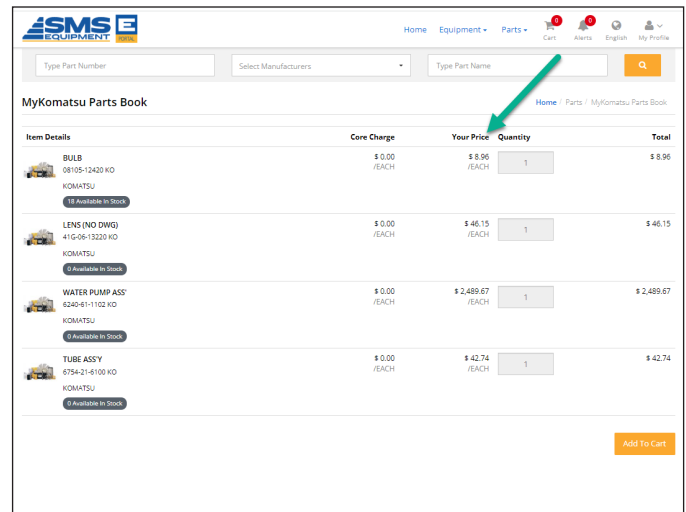 SMS E
EQUIPMENT PORTAL
Home Equipment Parts 0 Cart 0 Alerts English My Profile
Type Part Number Select Manufacturers Type Part Name
MyKomatsu Parts Book
Home / Parts / MyKomatsu Parts Book
Item Details Core Charge Your Price Quantity Total
BULB $ 0.00 $ 8.96 1 $ 8.96
08105-12420 KO /EACH /EACH
KOMATSU
18 Available In Stock
LENS (NO DWG) $ 0.00 $ 46.15 1 $ 46.15
41G-06-13220 KO /EACH /EACH
KOMATSU
0 Available In Stock
WATER PUMP ASS' $ 0.00 $ 2,489.67 1 $ 2,489.67
6240-61-1102 KO /EACH /EACH
KOMATSU
0 Available In Stock
TUBE ASS'Y $ 0.00 $ 42.74 1 $ 42.74
6754-21-6100 KO /EACH /EACH
KOMATSU
0 Available In Stock
Add To Cart